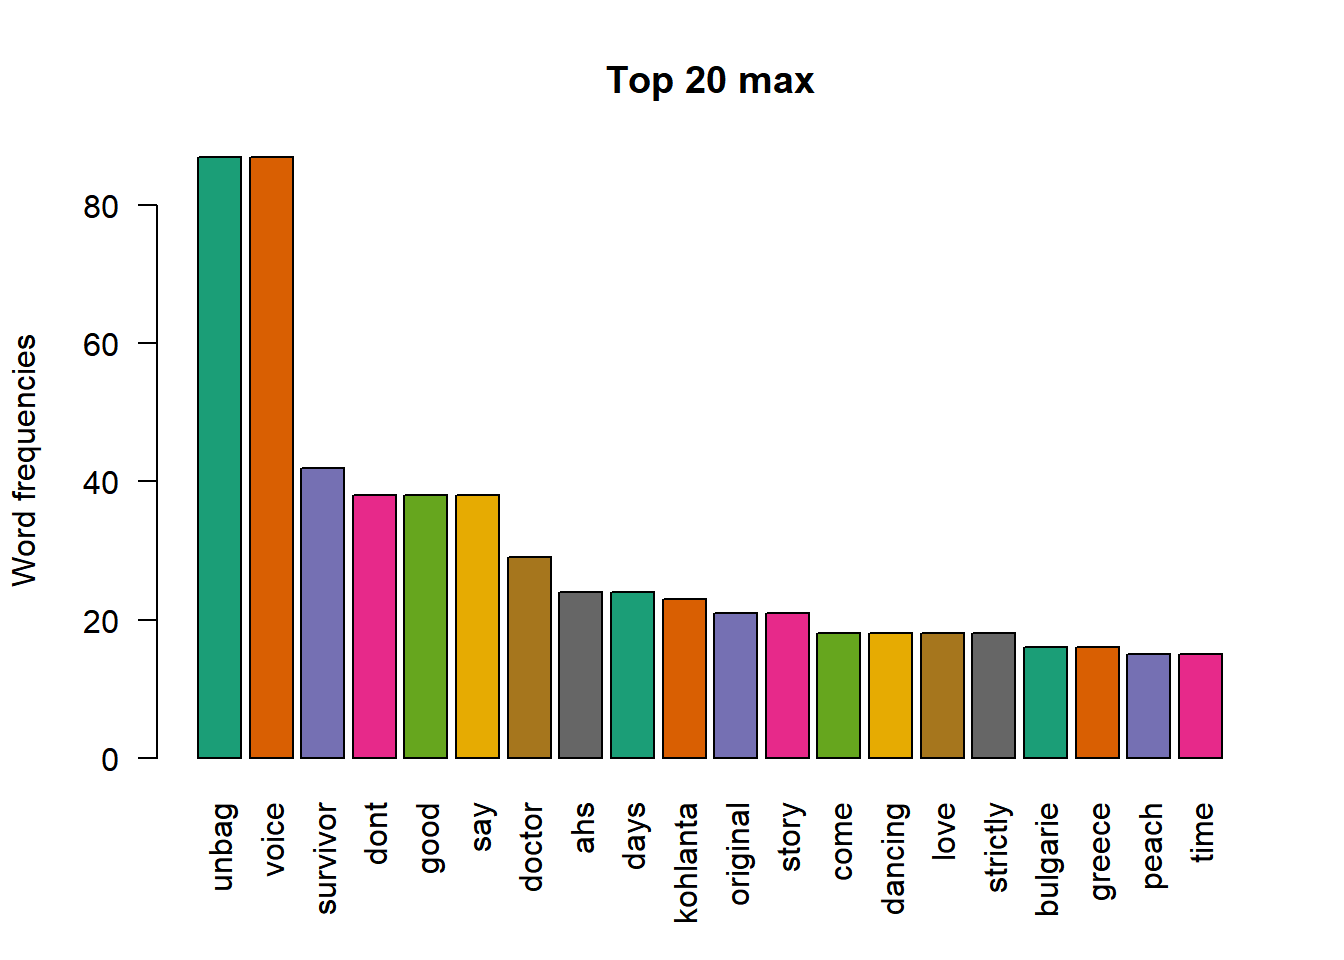 Top 20 max
Word frequencies
80
60
40
20
0
unbag
voice
survivor
dont
good
say
doctor
ahs
days
kohlanta
original
story
come
dancing
love
strictly
bulgarie
greece
peach
time